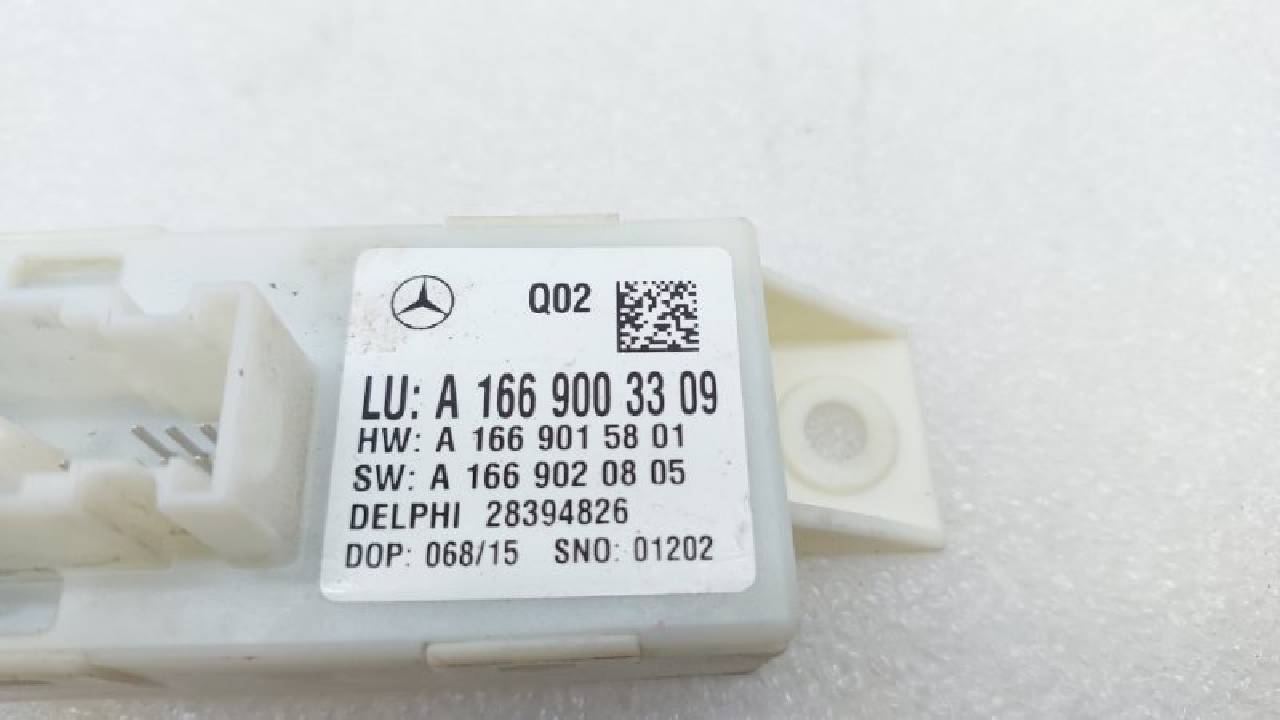 Q02
LU: A 166 900 33 09
HW: A 166 901 58 01
SW: A 166 902 08 05
DELPHI 28394826
DOP: 068/15 SNO: 01202